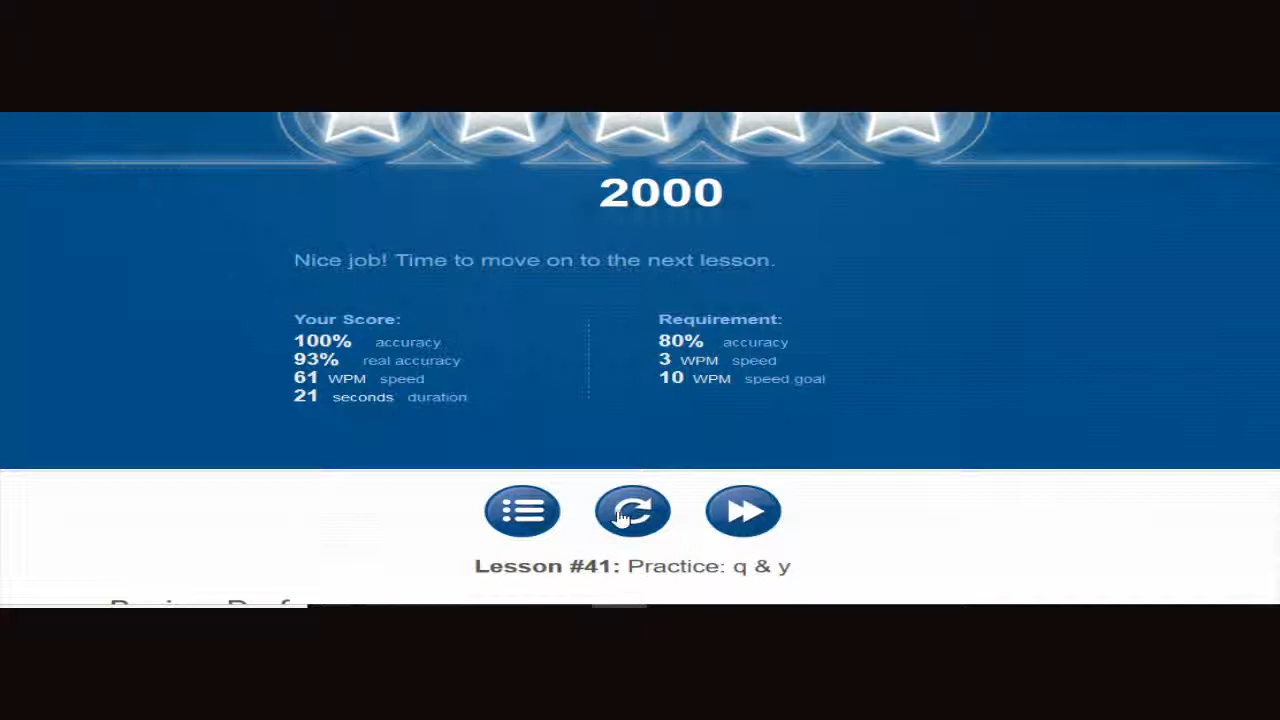 2000
Nice job! Time to move on to the next lesson.
Your Score:
100% accuracy
93% real accuracy
61 WPM speed
21 seconds duration
Requirement:
80% accuracy
3 WPM speed
10 WPM speed goal
Lesson #41: Practice: q & y